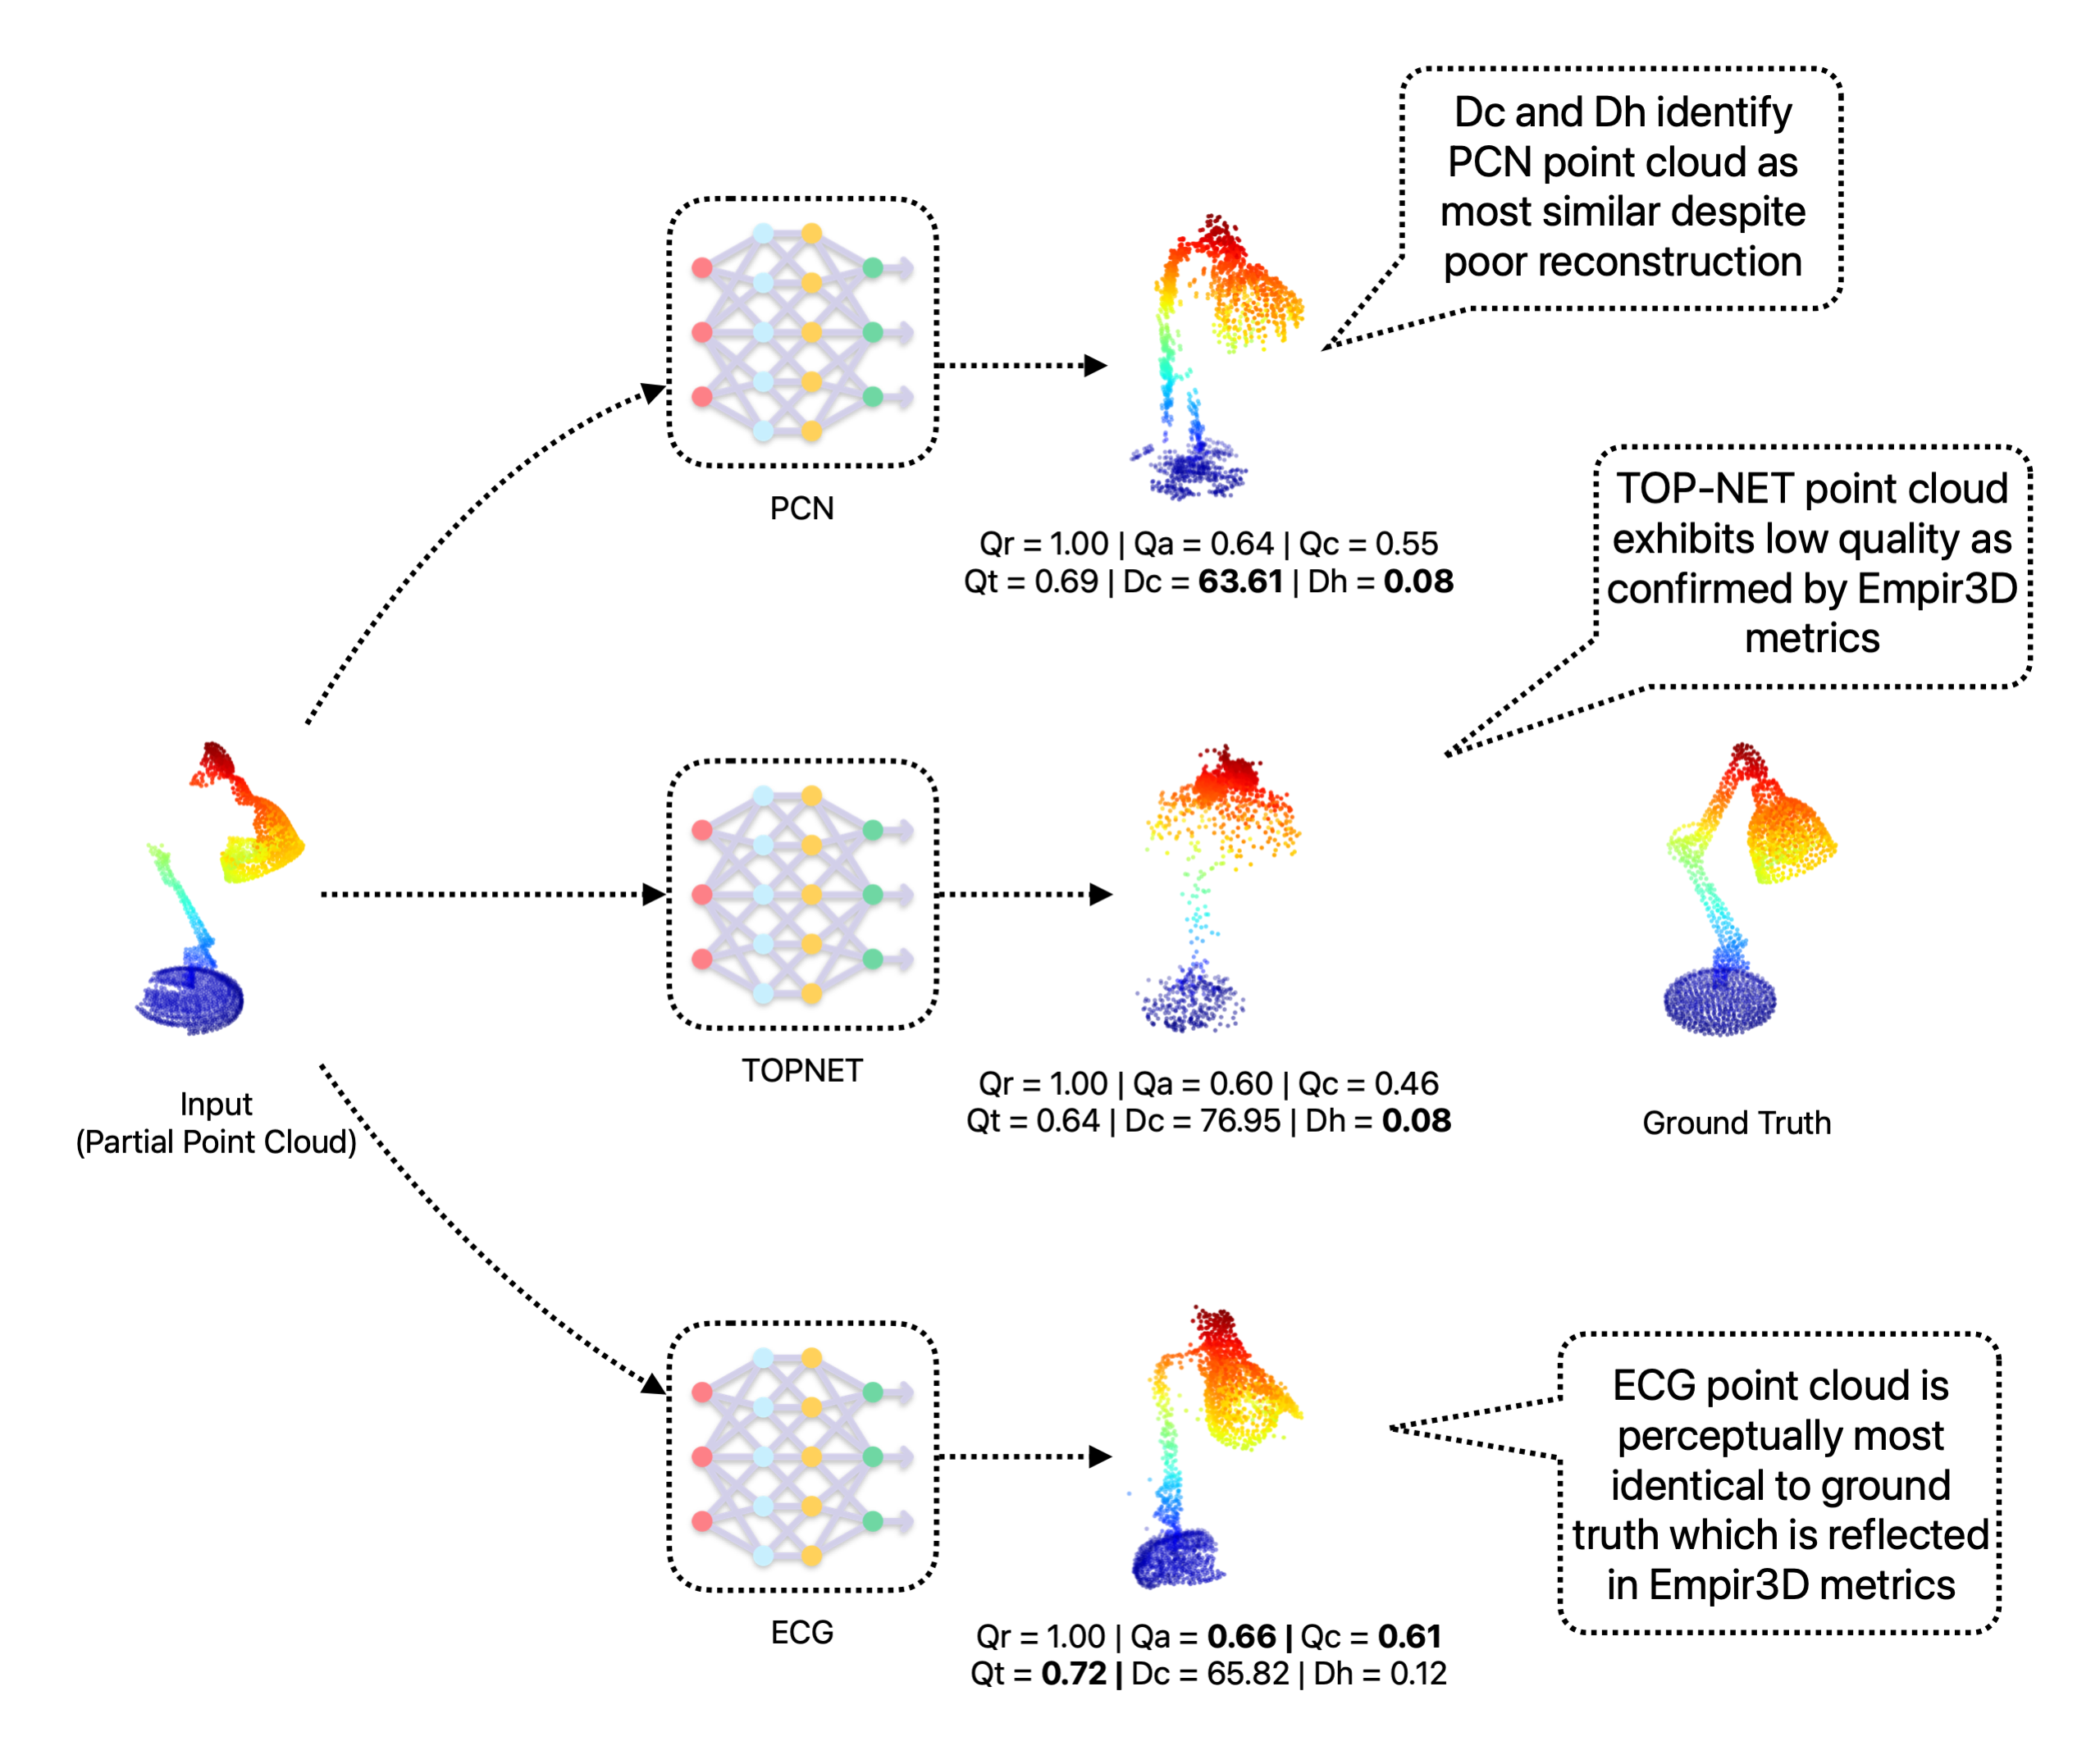 Dc and Dh identify
PCN point cloud as
most similar despite
poor reconstruction
PCN
Qr = 1.00 | Qa = 0.64 | Qc = 0.55
Qt = 0.69 | Dc = 63.61 | Dh = 0.08
TOP-NET point cloud
exhibits low quality as
confirmed by Empir3D
metrics
Input
(Partial Point Cloud)
TOPNET
Qr = 1.00 | Qa = 0.60 | Qc = 0.46
Qt = 0.64 | Dc = 76.95 | Dh = 0.08
Ground Truth
ECG point cloud is
perceptually most
identical to ground
truth which is reflected
in Empir3D metrics
ECG
Qr = 1.00 | Qa = 0.66 | Qc = 0.61
Qt = 0.72 | Dc = 65.82 | Dh = 0.12